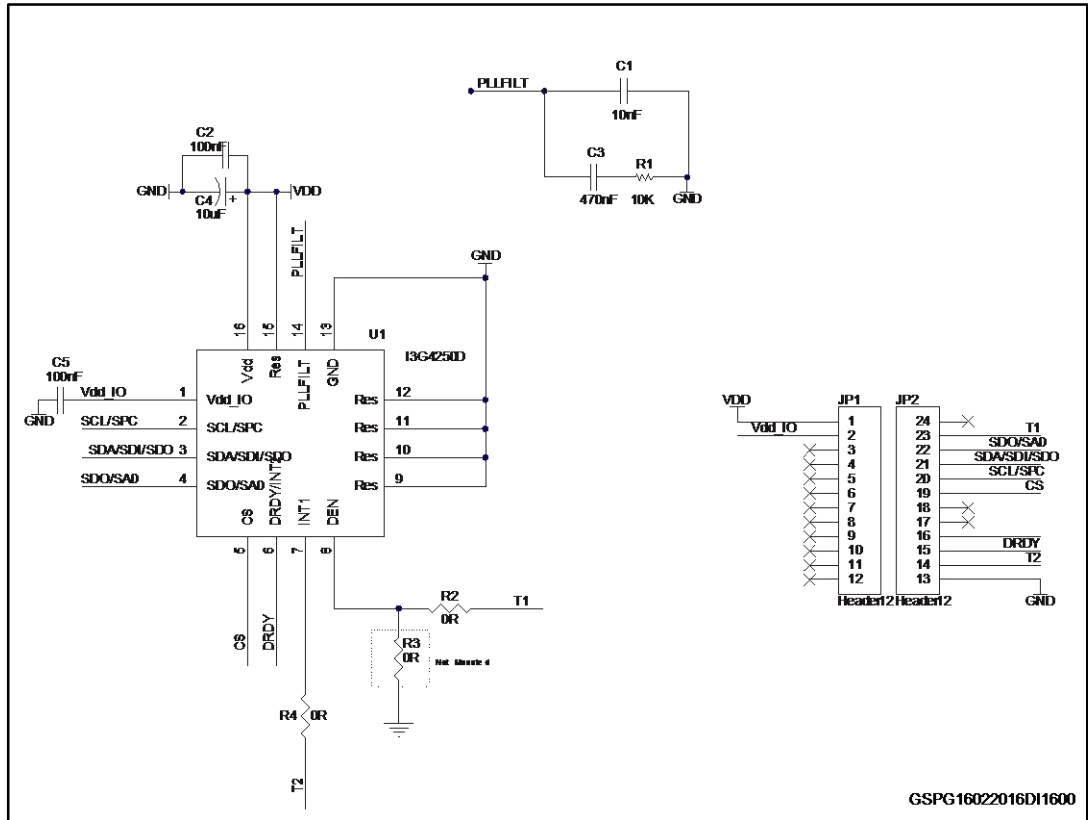 PLLFILT
C1
10nF
C3
470nF
R1
10K
GND
C2
100nF
GND
C4
10uF
+
VDD
PLLFILT
GND
16
15
14
13
U1
I3G4250D
Vdd
Res
PLLFILT
GND
C5
100nF
GND
Vdd_IO 1 Vdd_IO
SCL/SPC 2 SCL/SPC
SDA/SDI/SDO 3 SDA/SDI/SDO
SDO/SA0 4 SDO/SA0
Res 12
Res 11
Res 10
Res 9
CS
DRDY/INT2
INT1
DEN
5
6
7
8
CS
DRDY
R2
0R
T1
R3
0R
Not Mounted
R4 0R
T2
VDD
Vdd_IO
JP1
1
2
3
4
5
6
7
8
9
10
11
12
Header12
JP2
24
23 T1
22 SDO/SA0
21 SDA/SDI/SDO
20 SCL/SPC
19 CS
18
17
16
15 DRDY
14 T2
13
Header12
GND
GSPG16022016DI1600